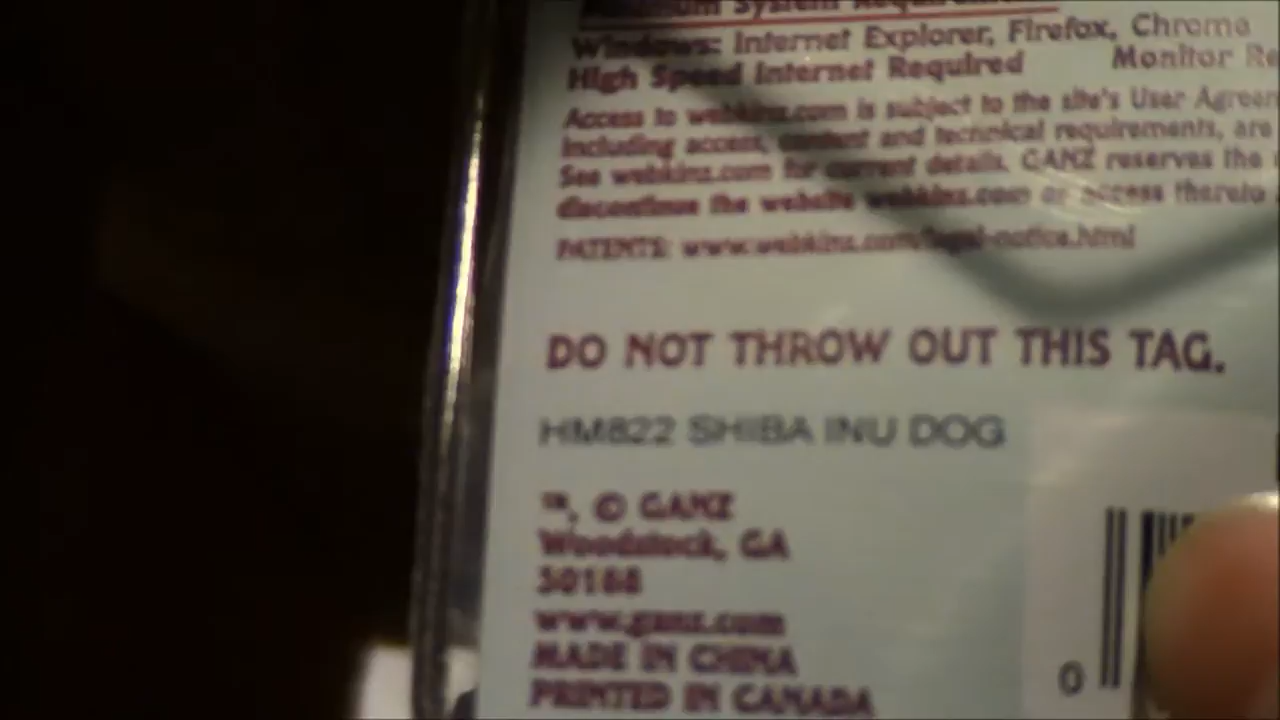 System Requirements
Windows: Internet Explorer, Firefox, Chrome
High Speed Internet Required Monitor Re
Access to webkinz.com is subject to the site's User Agreem
including access, content and technical requirements, are
See webkinz.com for current details. GANZ reserves the
discontinue the website webkinz.com or access thereto
PATENTS: www.webkinz.com/legal-notice.html
DO NOT THROW OUT THIS TAG.
HM822 SHIBA INU DOG
™, © GANZ
Woodstock, GA
30188
www.ganz.com
MADE IN CHINA
PRINTED IN CANADA
0